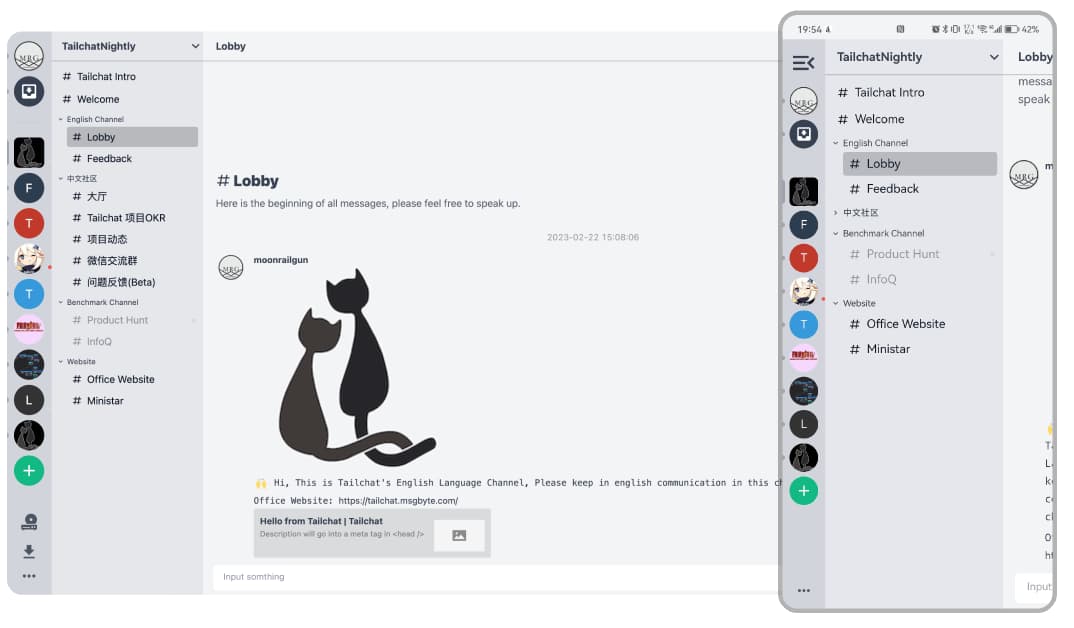 MRG
F
T
T
L
TailchatNightly
# Tailchat Intro
# Welcome
English Channel
# Lobby
# Feedback
中文社区
# 大厅
# Tailchat 项目OKR
# 项目动态
# 微信交流群
# 问题反馈(Beta)
Benchmark Channel
# Product Hunt
# InfoQ
Website
# Office Website
# Ministar
Lobby
# Lobby
Here is the beginning of all messages, please feel free to speak up.
2023-02-22 15:08:06
MRG
moonrailgun
🙌 Hi, This is Tailchat's English Language Channel, Please keep in english communication in this ch
Office Website: https://tailchat.msgbyte.com/
Hello from Tailchat | Tailchat
Description will go into a meta tag in <head />
Input somthing
19:54
42%
MRG
F
T
T
L
TailchatNightly
# Tailchat Intro
# Welcome
English Channel
# Lobby
# Feedback
中文社区
Benchmark Channel
# Product Hunt
# InfoQ
Website
# Office Website
# Ministar
Lobby
messa
speak
MRG
m
Input